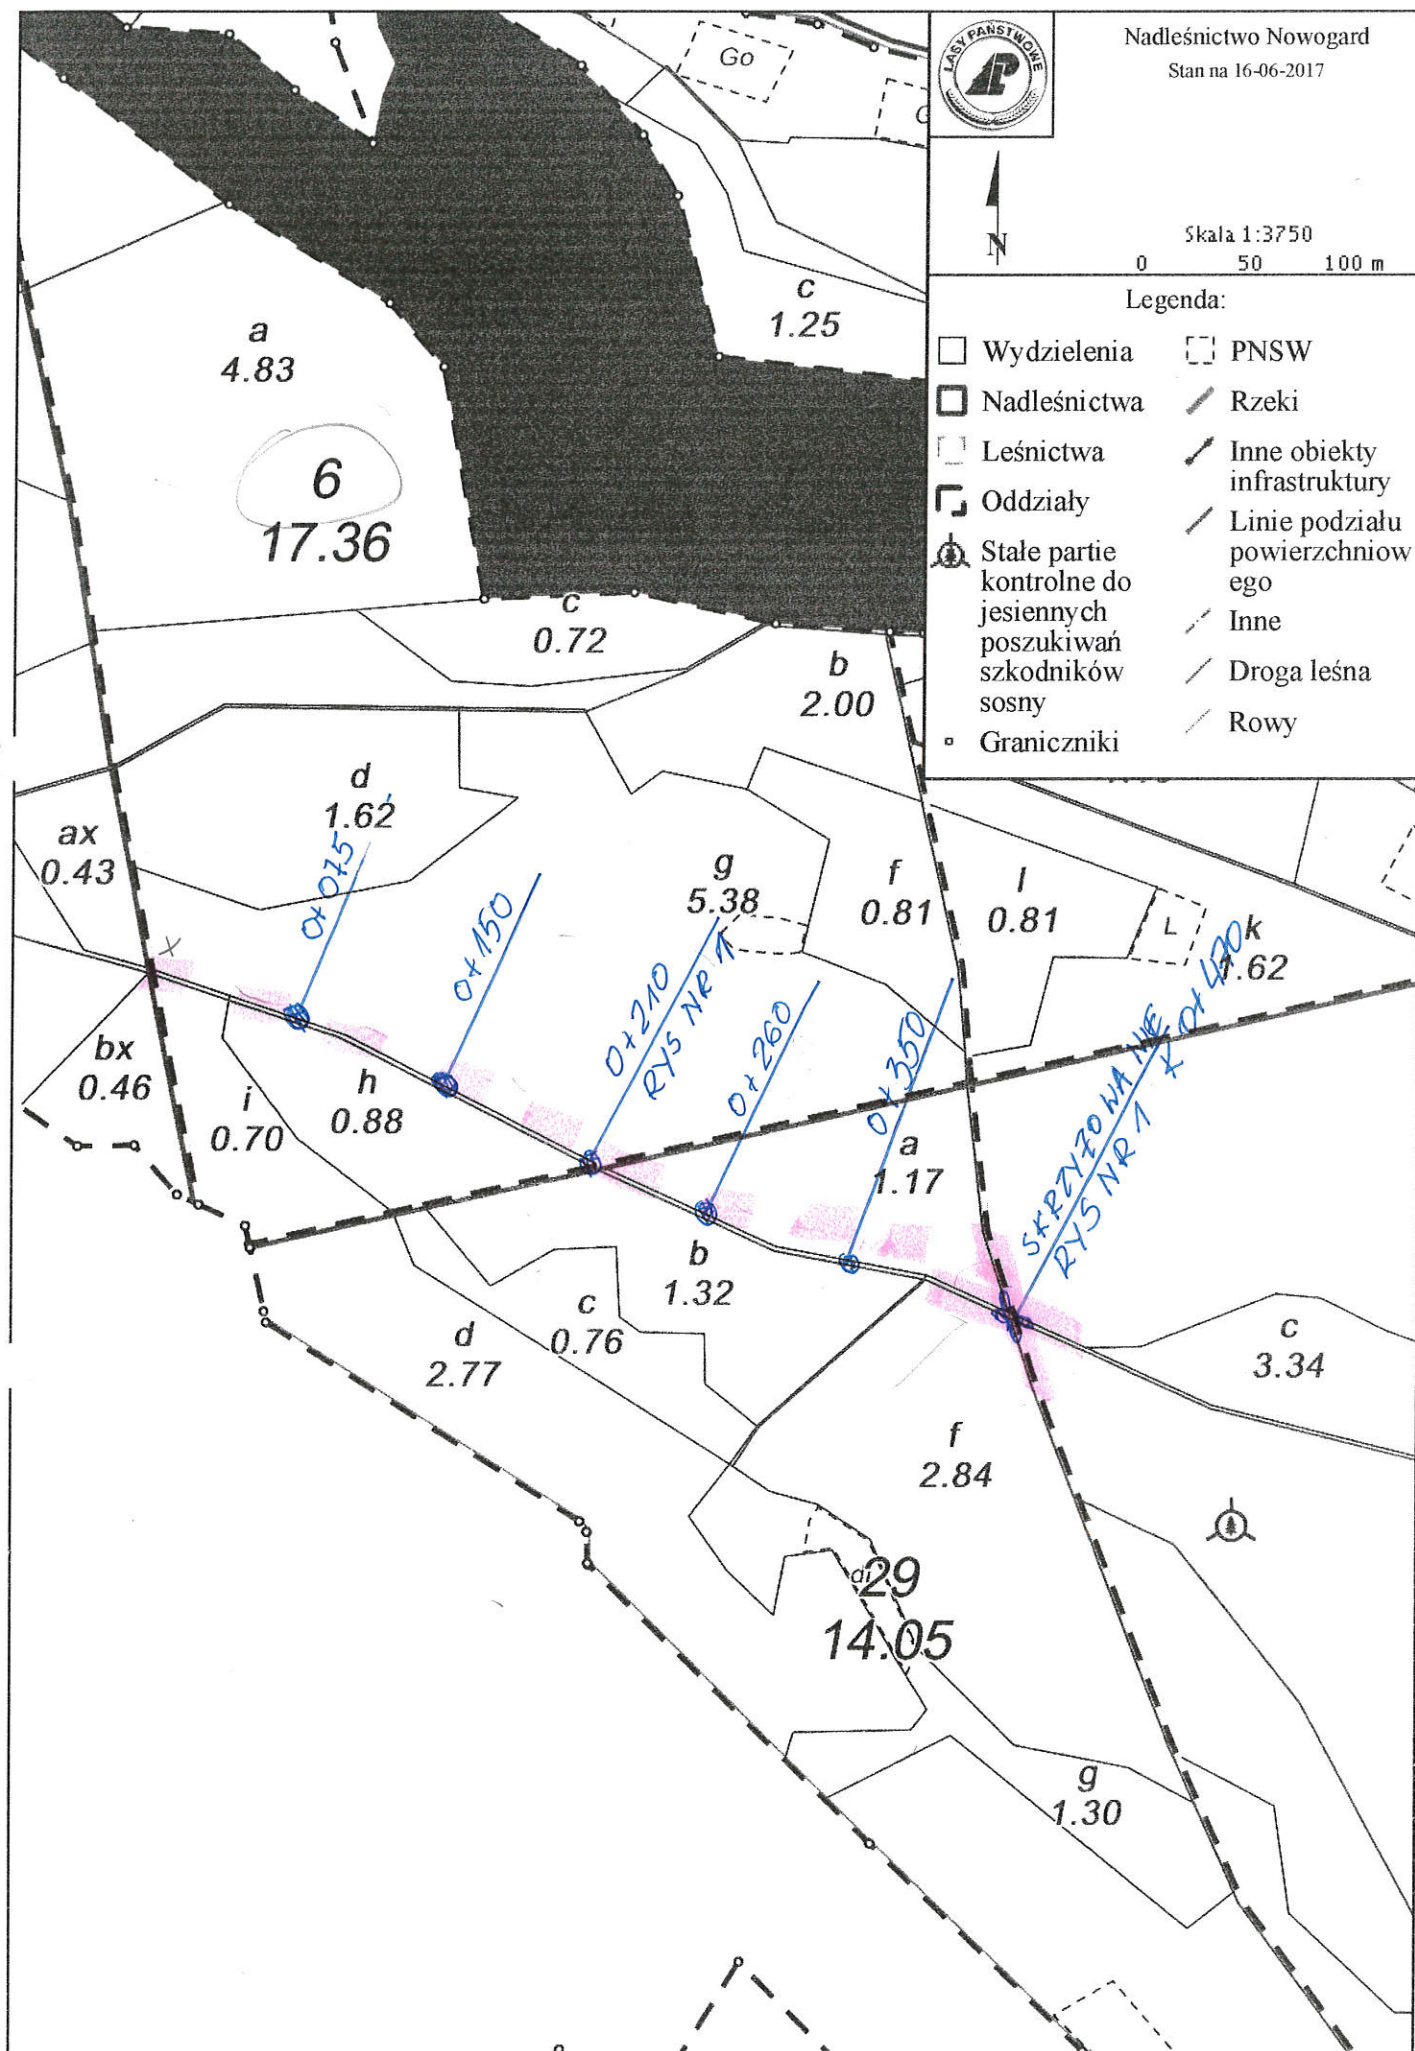 Go
LASY PAŃSTWOWE
Nadleśnictwo Nowogard
Stan na 16-06-2017
N
Skala 1:3750
0 50 100 m
Legenda:
Wydzielenia
Nadleśnictwa
Leśnictwa
Oddziały
Stałe partie
kontrolne do
jesiennych
poszukiwań
szkodników
sosny
Graniczniki
PNSW
Rzeki
Inne obiekty
infrastruktury
Linie podziału
powierzchniow
ego
Inne
Droga leśna
Rowy
c
1.25
a
4.83
6
17.36
c
0.72
b
2.00
d
1.62
ax
0.43
g
5.38
f
0.81
l
0.81
L
k
1.62
0+075
0+150
0+210
RYS NR 1
0+260
0+350
SKRZYŻOWANIE
RYS NR 1
0+470
bx
0.46
i
0.70
h
0.88
a
1.17
b
1.32
c
0.76
d
2.77
c
3.34
f
2.84
29
14.05
g
1.30